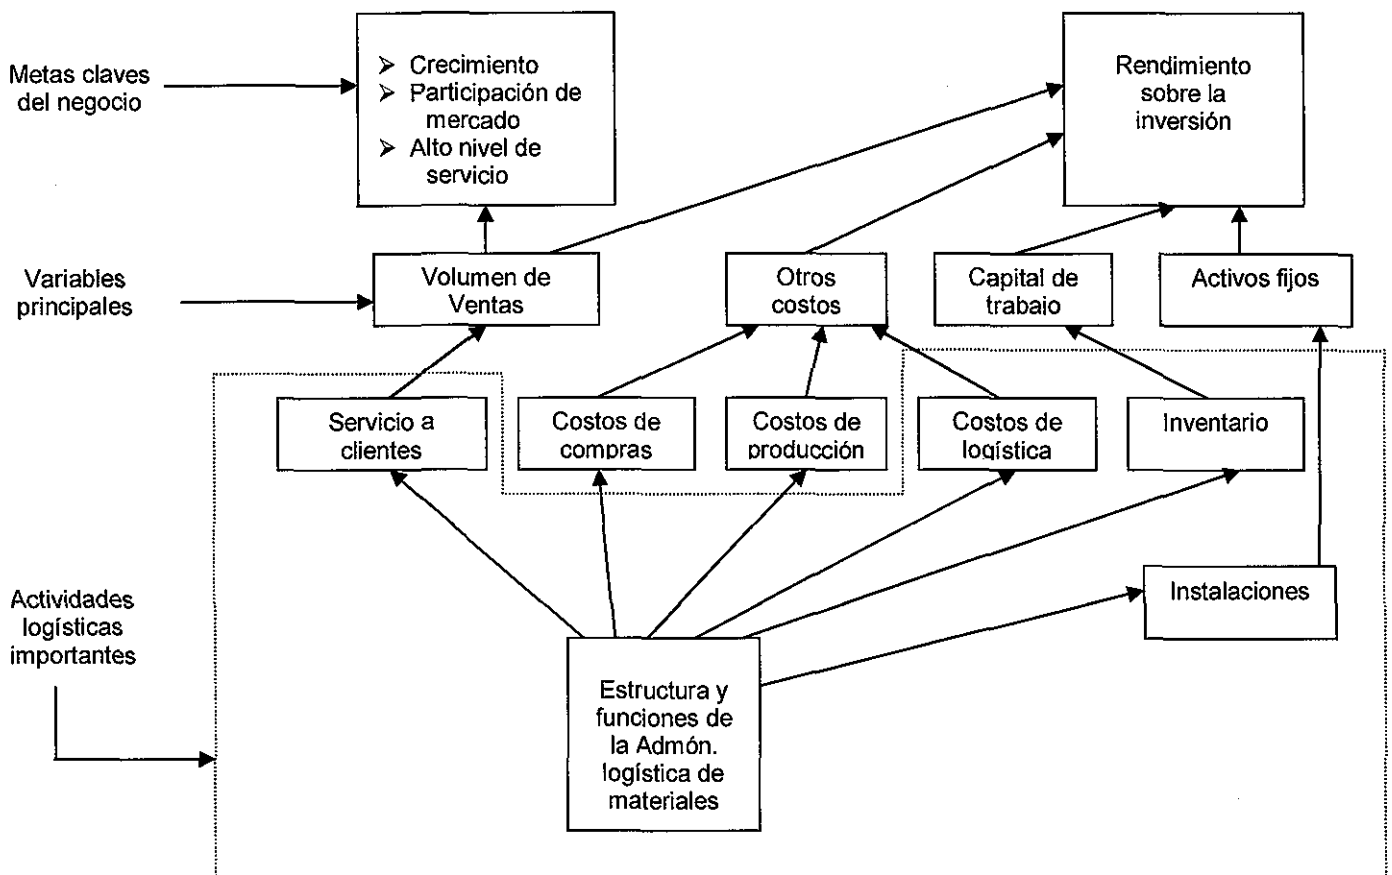 Metas claves
del negocio
➢ Crecimiento
➢ Participación de
mercado
➢ Alto nivel de
servicio
Rendimiento
sobre la
inversión
Variables
principales
Volumen de
Ventas
Otros
costos
Capital de
trabajo
Activos fijos
Servicio a
clientes
Costos de
compras
Costos de
producción
Costos de
logística
Inventario
Instalaciones
Actividades
logísticas
importantes
Estructura y
funciones de
la Admón.
logística de
materiales